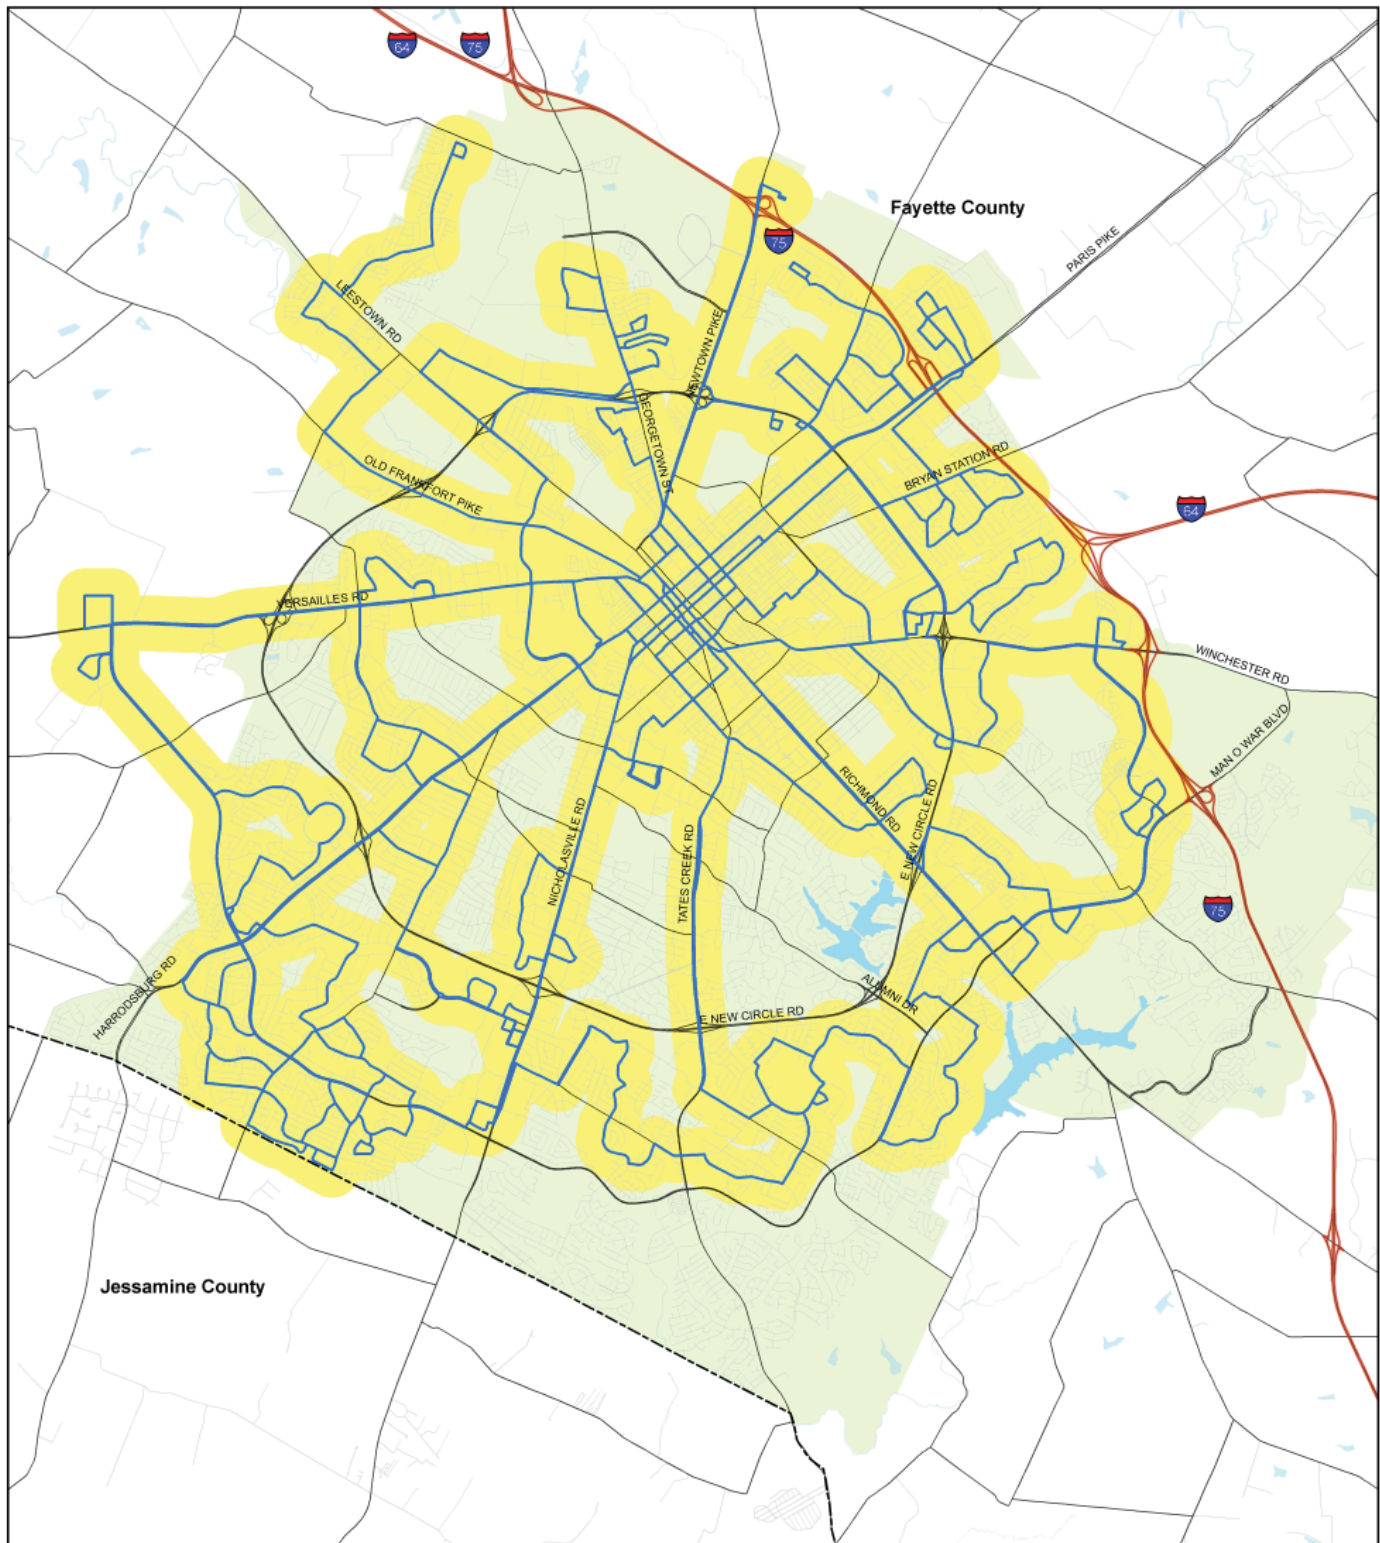 64
75
Fayette County
75
PARIS PIKE
LEESTOWN RD
NEWTOWN PIKE
GEORGETOWN ST
BRYAN STATION RD
OLD FRANKFORT PIKE
64
VERSAILLES RD
WINCHESTER RD
MAN O WAR BLVD
RICHMOND RD
E NEW CIRCLE RD
NICHOLASVILLE RD
TATES CREEK RD
75
HARRODSBURG RD
ALUMNI DR
E NEW CIRCLE RD
Jessamine County